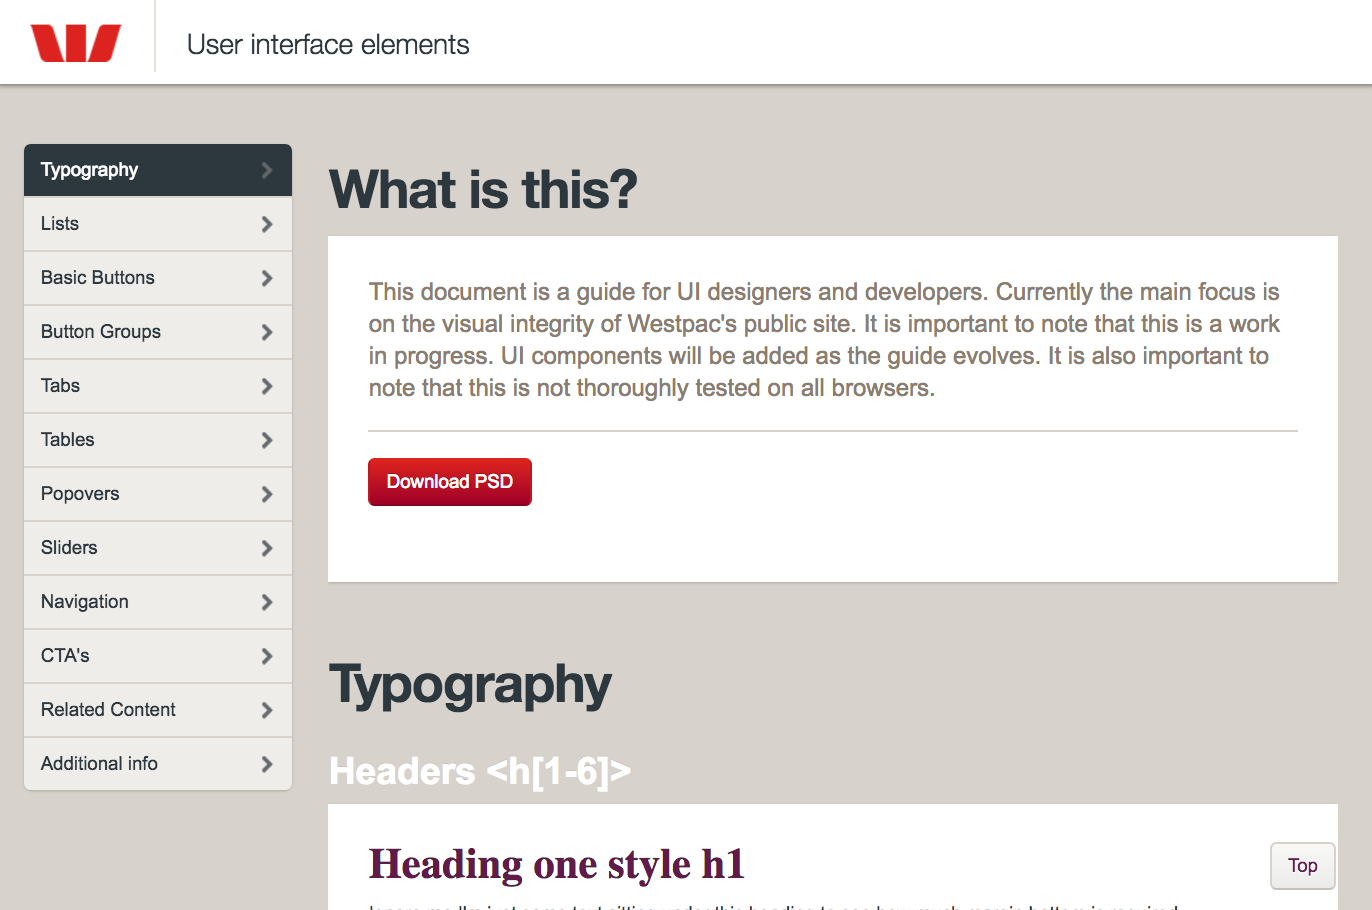 User interface elements
Typography
Lists
Basic Buttons
Button Groups
Tabs
Tables
Popovers
Sliders
Navigation
CTA's
Related Content
Additional info
What is this?
This document is a guide for UI designers and developers. Currently the main focus is
on the visual integrity of Westpac's public site. It is important to note that this is a work
in progress. UI components will be added as the guide evolves. It is also important to
note that this is not thoroughly tested on all browsers.
Download PSD
Typography
Headers <h[1-6]>
Heading one style h1
Top